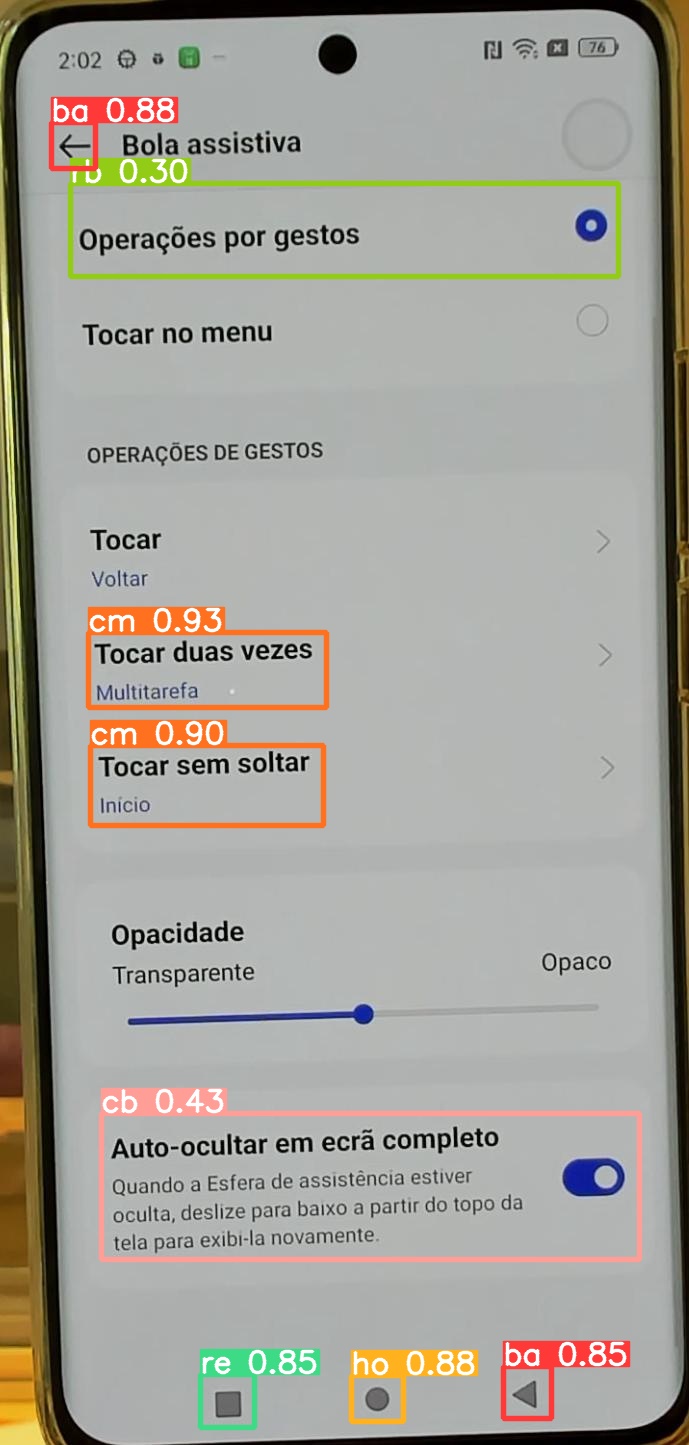 2:02
76
ba 0.88
Bola assistiva
rb 0.30
Operações por gestos
Tocar no menu
OPERAÇÕES DE GESTOS
Tocar
Voltar
cm 0.93
Tocar duas vezes
Multitarefa
cm 0.90
Tocar sem soltar
Início
Opacidade
Transparente
Opaco
cb 0.43
Auto-ocultar em ecrã completo
Quando a Esfera de assistência estiver
oculta, deslize para baixo a partir do topo da
tela para exibi-la novamente.
re 0.85
ho 0.88
ba 0.85